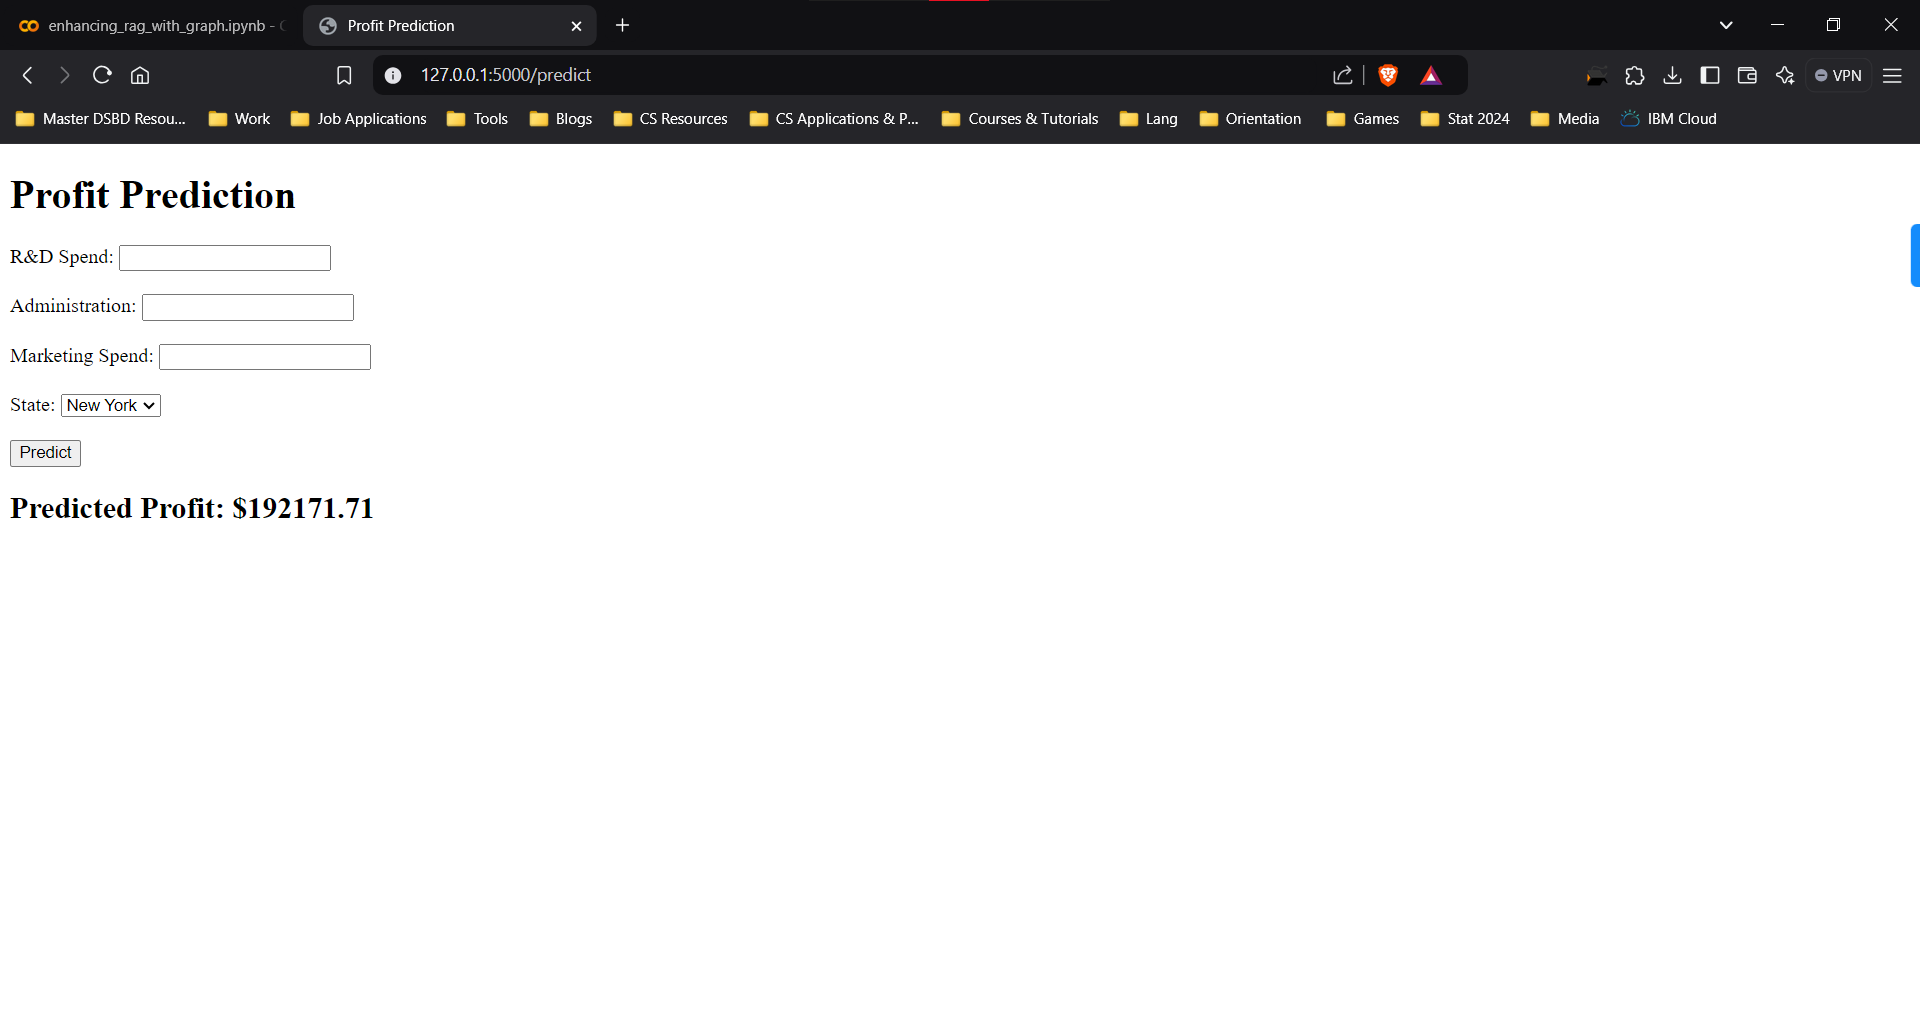 enhancing_rag_with_graph.ipynb -
Profit Prediction
127.0.0.1:5000/predict
VPN
Master DSBD Resou...
Work
Job Applications
Tools
Blogs
CS Resources
CS Applications & P...
Courses & Tutorials
Lang
Orientation
Games
Stat 2024
Media
IBM Cloud
Profit Prediction
R&D Spend:
Administration:
Marketing Spend:
State: New York
Predict
Predicted Profit: $192171.71